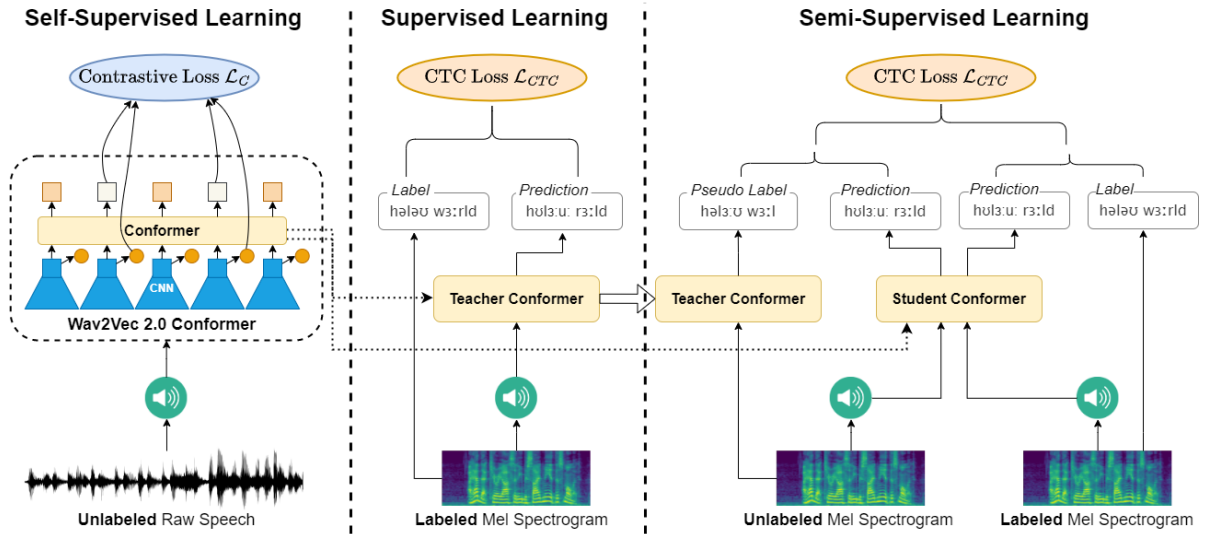 Self-Supervised Learning
Contrastive Loss ℒ_C
Conformer
CNN
Wav2Vec 2.0 Conformer
Unlabeled Raw Speech
Supervised Learning
CTC Loss ℒ_CTC
Label
hələʊ wɜːrld
Prediction
hʊlɜːuː rɜːld
Teacher Conformer
Labeled Mel Spectrogram
Semi-Supervised Learning
CTC Loss ℒ_CTC
Pseudo Label
həlɜːʊ wɜːl
Prediction
hʊlɜːuː rɜːld
Prediction
hʊlɜːuː rɜːld
Label
hələʊ wɜːrld
Teacher Conformer
Student Conformer
Unlabeled Mel Spectrogram
Labeled Mel Spectrogram